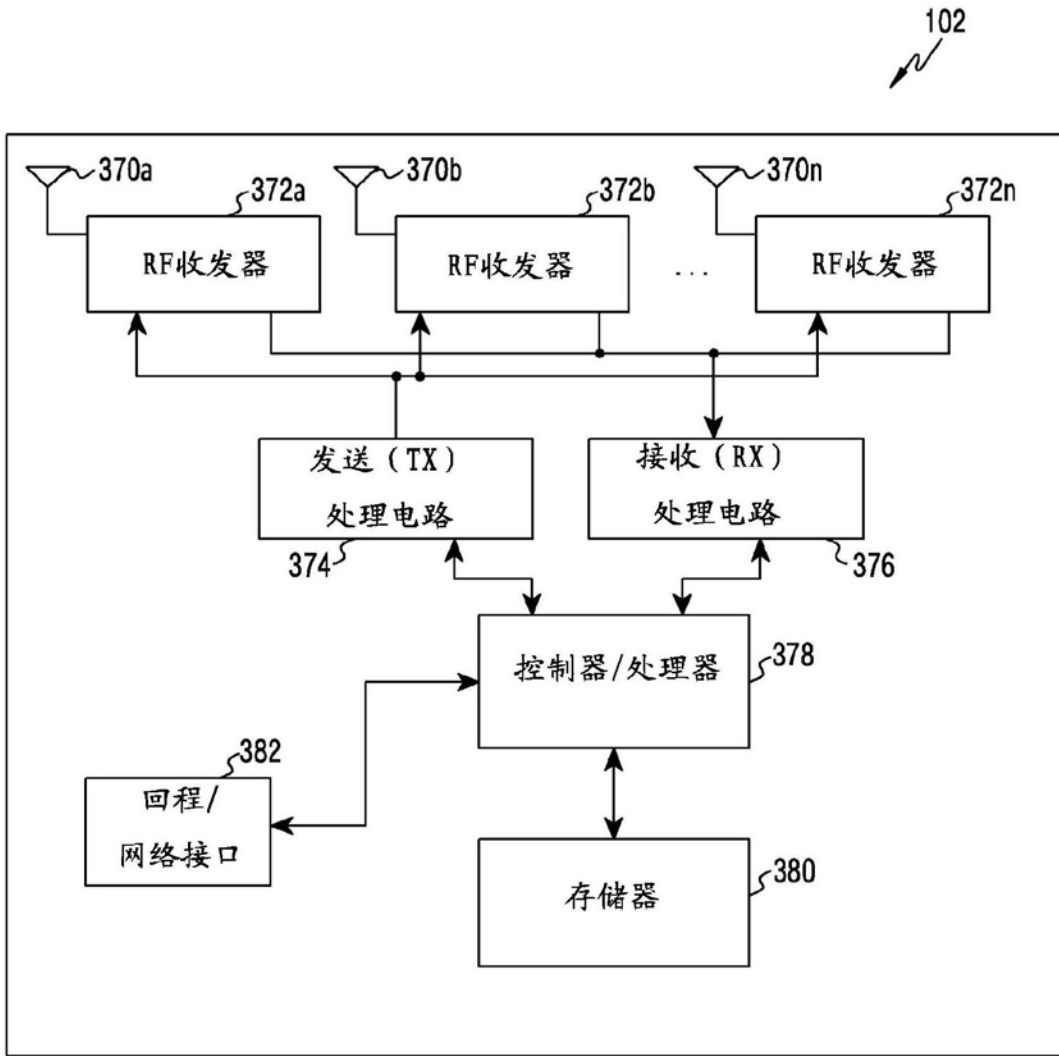 102
370a
370b
370n
372a
372b
372n
RF收发器
RF收发器
...
RF收发器
发送（TX）
处理电路
接收（RX）
处理电路
374
376
控制器/处理器
378
382
回程/
网络接口
存储器
380